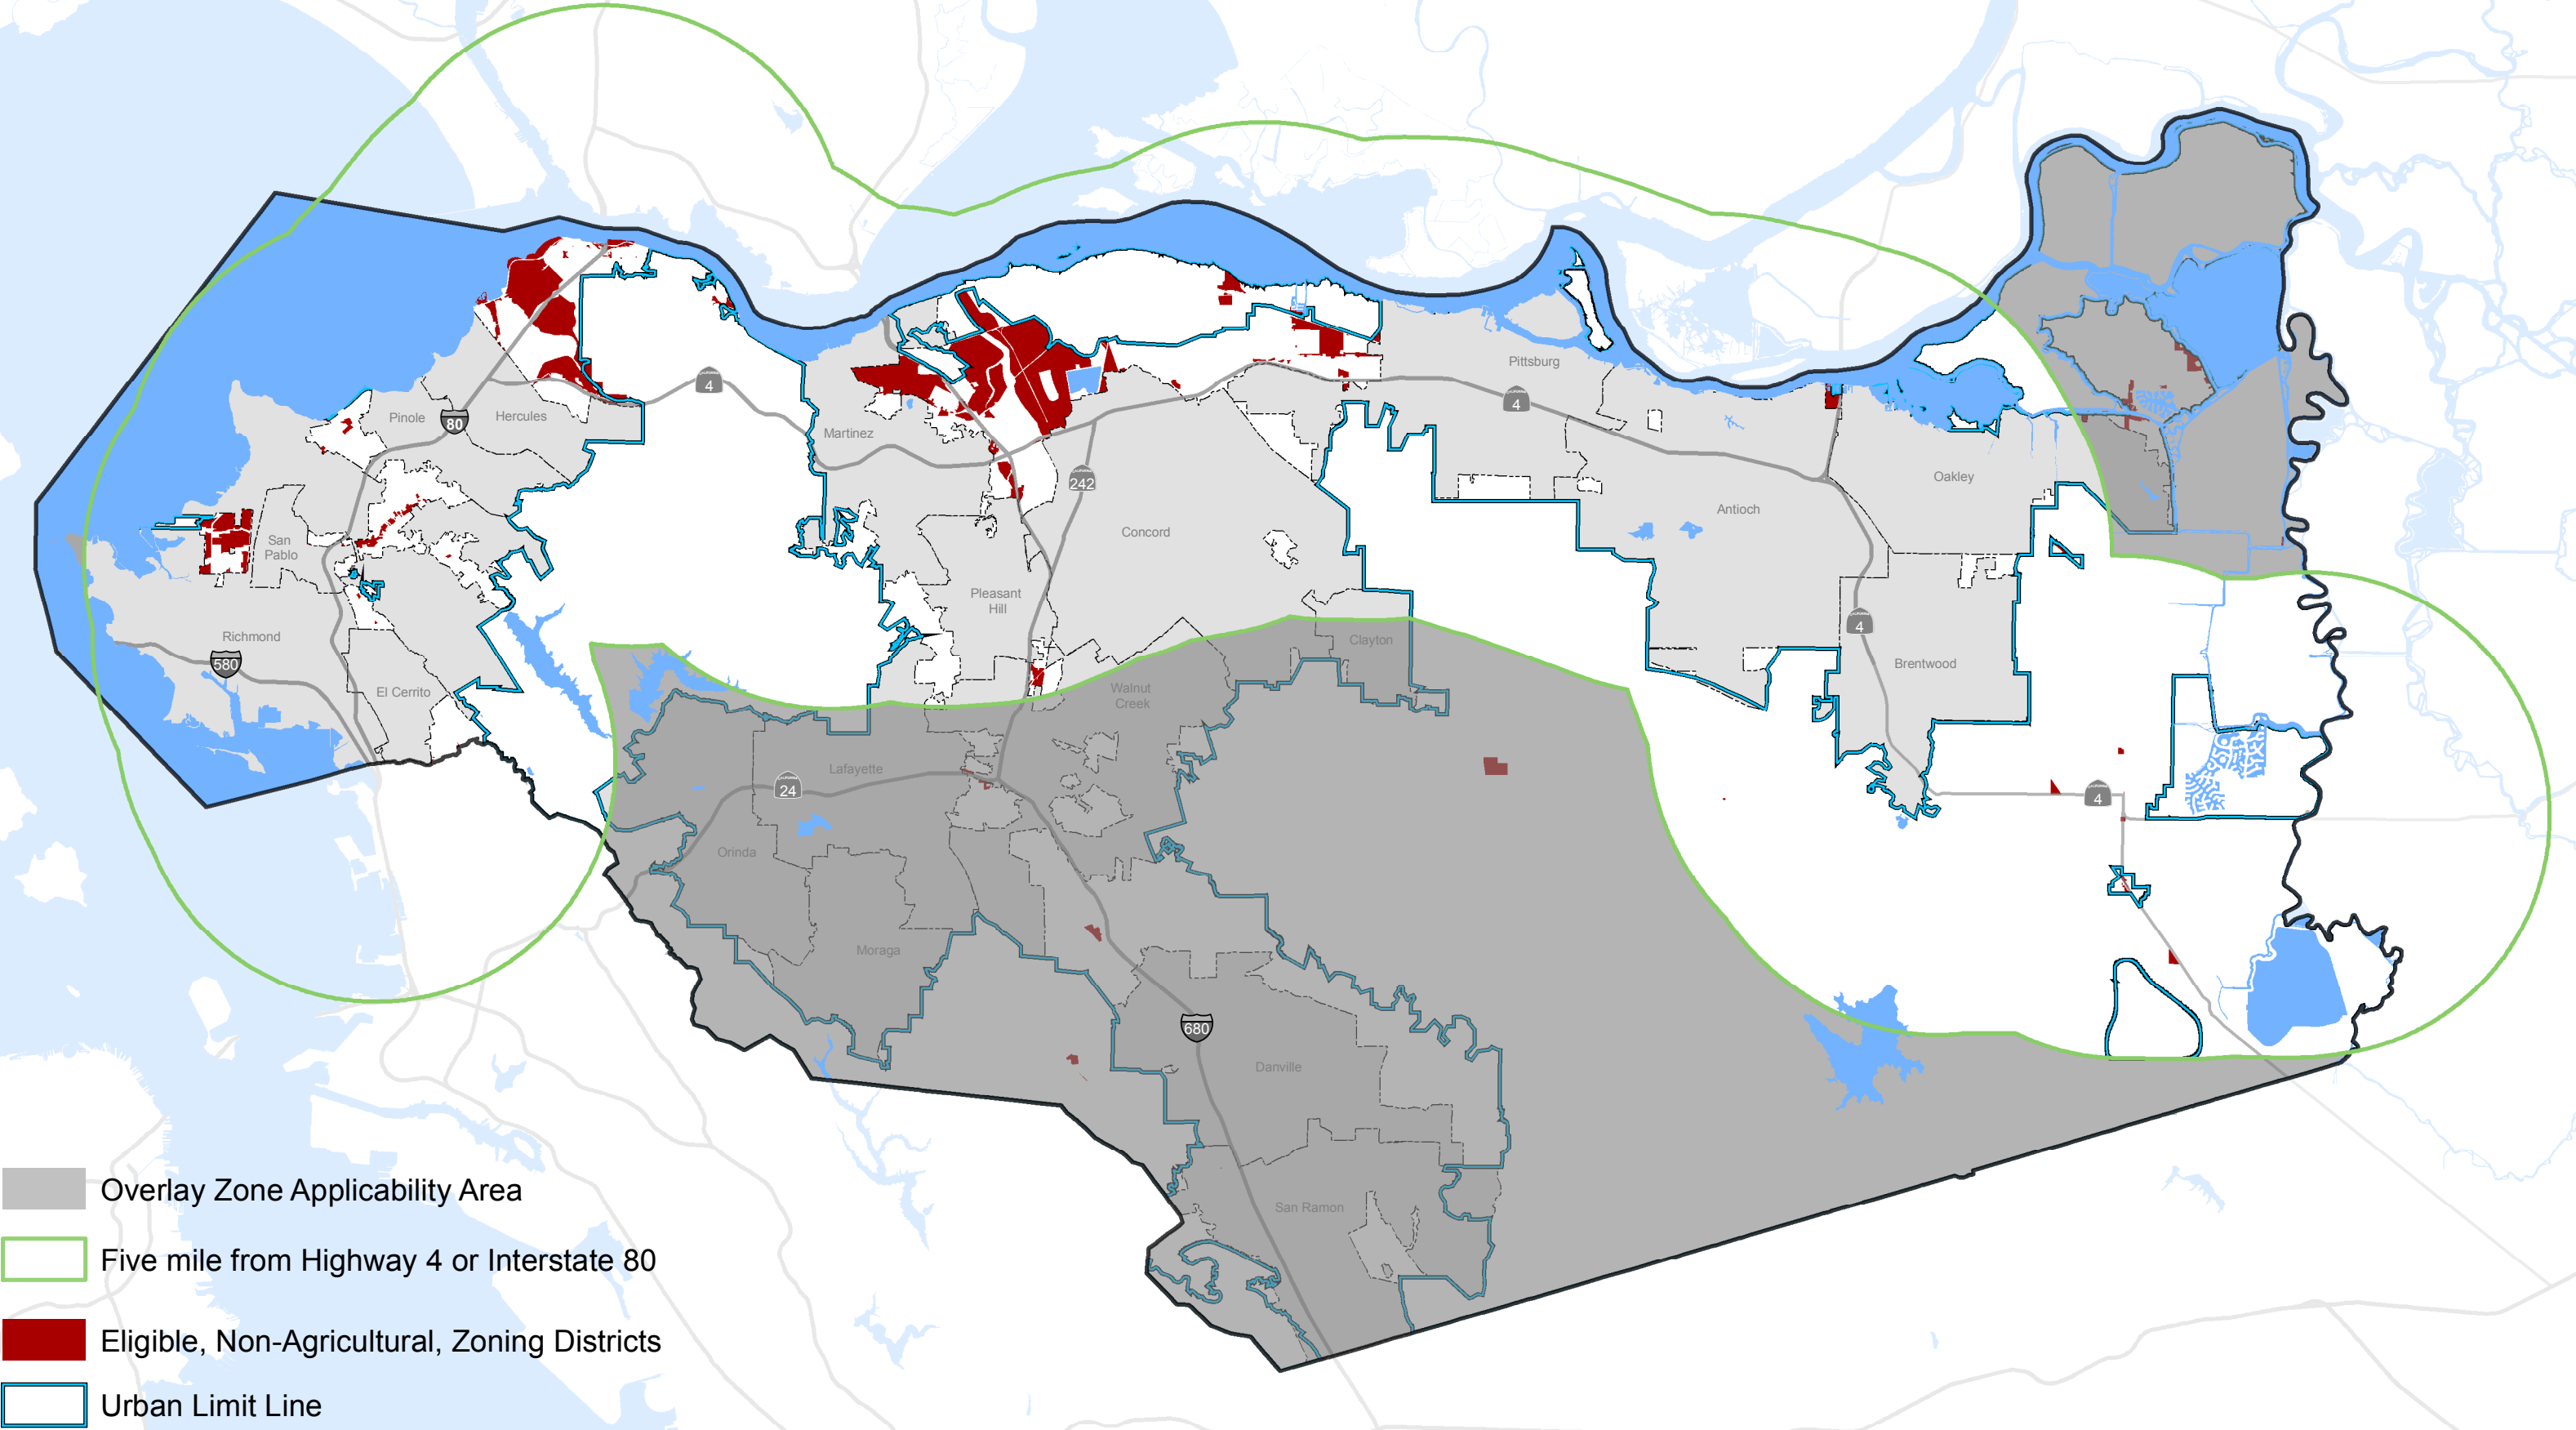 Pittsburg
4
4
Pinole
80
Hercules
Martinez
242
Oakley
Antioch
Concord
San
Pablo
Pleasant
Hill
Richmond
580
El Cerrito
4
Clayton
Brentwood
Walnut
Creek
Lafayette
24
4
Orinda
Moraga
680
Danville
San Ramon
Overlay Zone Applicability Area
Five mile from Highway 4 or Interstate 80
Eligible, Non-Agricultural, Zoning Districts
Urban Limit Line